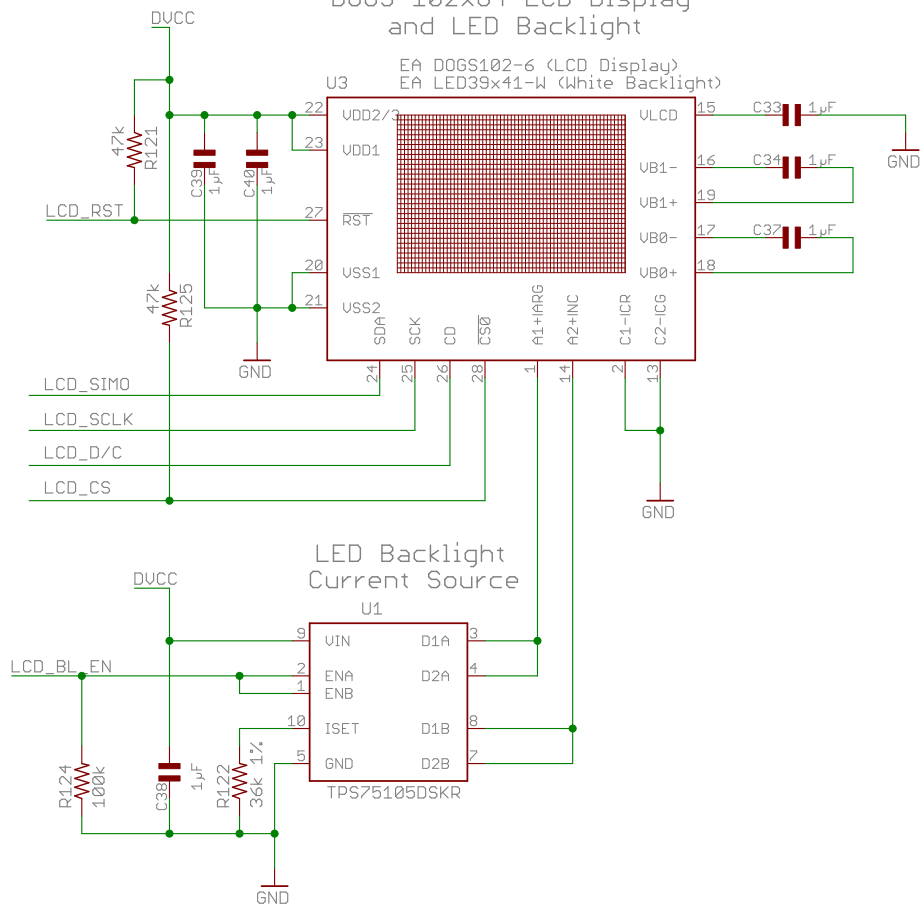 DOGS 102x64 LCD Display
and LED Backlight
DVCC
EA DOGS102-6 (LCD Display)
U3
EA LED39x41-W (White Backlight)
22
VDD2/3
VLCD
15
C33
1µF
47k
R121
23
VDD1
C39
1µF
C40
1µF
GND
VB1-
16
C34
1µF
VB1+
19
LCD_RST
27
RST
VB0-
17
C37
1µF
20
VSS1
VB0+
18
47k
R125
21
VSS2
SDA
SCK
CD
CS0
A1+IARG
A2+INC
C1-ICR
C2-ICG
GND
24
25
26
28
1
14
2
13
LCD_SIMO
LCD_SCLK
LCD_D/C
LCD_CS
GND
LED Backlight
Current Source
DVCC
U1
9
VIN
D1A
3
LCD_BL_EN
2
ENA
D2A
4
1
ENB
10
ISET
D1B
8
5
GND
D2B
7
R124
100k
C38
1µF
R122
36k 1%
TPS75105DSKR
GND